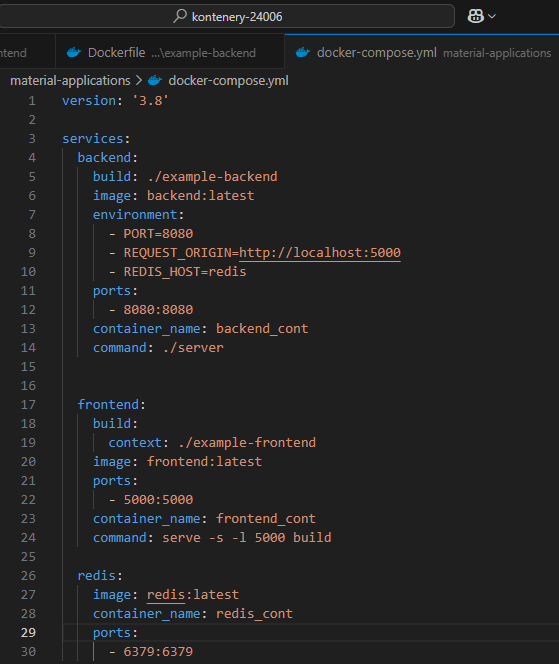 kontenery-24006
ntend
Dockerfile ...\example-backend
docker-compose.yml material-applications
material-applications > docker-compose.yml
1 version: '3.8'
2
3 services:
4 backend:
5 build: ./example-backend
6 image: backend:latest
7 environment:
8 - PORT=8080
9 - REQUEST_ORIGIN=http://localhost:5000
10 - REDIS_HOST=redis
11 ports:
12 - 8080:8080
13 container_name: backend_cont
14 command: ./server
15
16
17 frontend:
18 build:
19 context: ./example-frontend
20 image: frontend:latest
21 ports:
22 - 5000:5000
23 container_name: frontend_cont
24 command: serve -s -l 5000 build
25
26 redis:
27 image: redis:latest
28 container_name: redis_cont
29 ports:
30 - 6379:6379